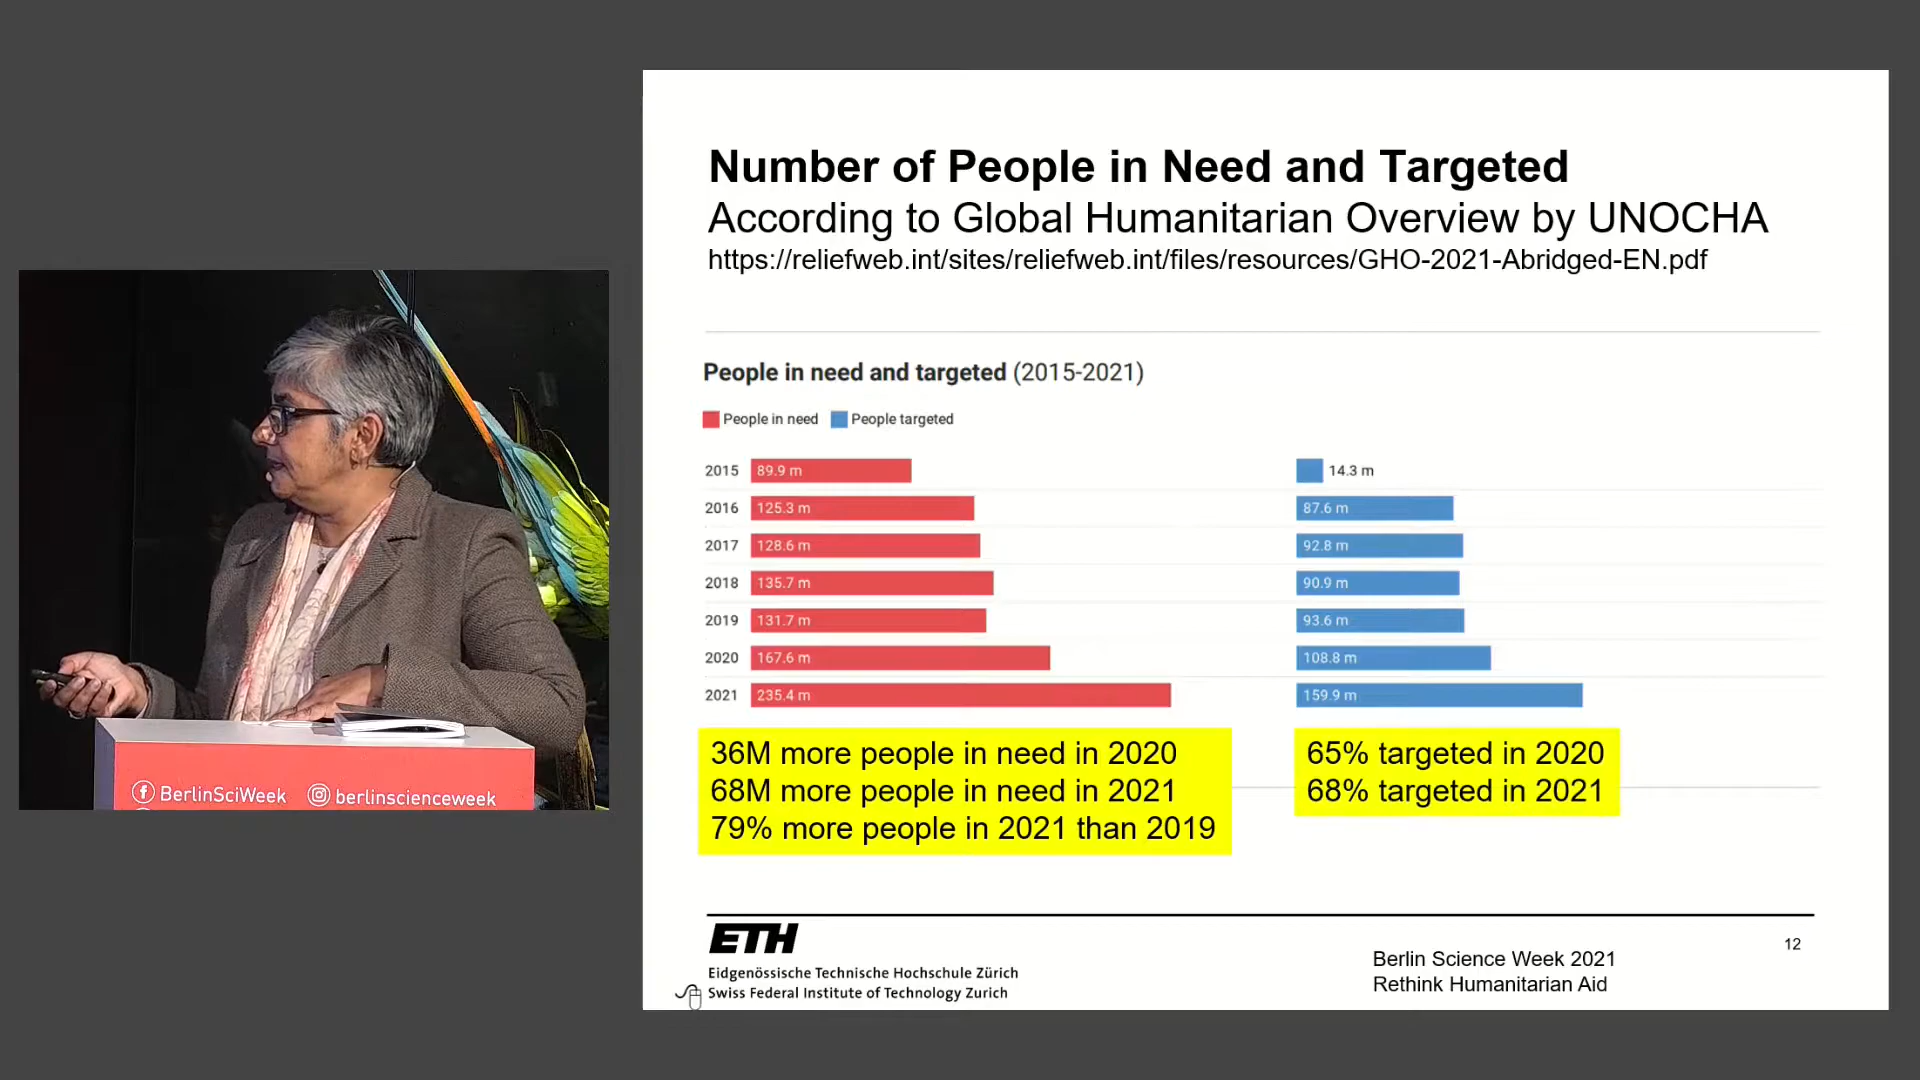 Number of People in Need and Targeted
According to Global Humanitarian Overview by UNOCHA
https://reliefweb.int/sites/reliefweb.int/files/resources/GHO-2021-Abridged-EN.pdf
People in need and targeted (2015-2021)
People in need People targeted
2015 89.9 m 14.3 m
2016 125.3 m 87.6 m
2017 128.6 m 92.8 m
2018 135.7 m 90.9 m
2019 131.7 m 93.6 m
2020 167.6 m 108.8 m
2021 235.4 m 159.9 m
36M more people in need in 2020
68M more people in need in 2021
79% more people in 2021 than 2019
65% targeted in 2020
68% targeted in 2021
ETH
Eidgenössische Technische Hochschule Zürich
Swiss Federal Institute of Technology Zurich
Berlin Science Week 2021
Rethink Humanitarian Aid
12
BerlinSciWeek berlinscienceweek